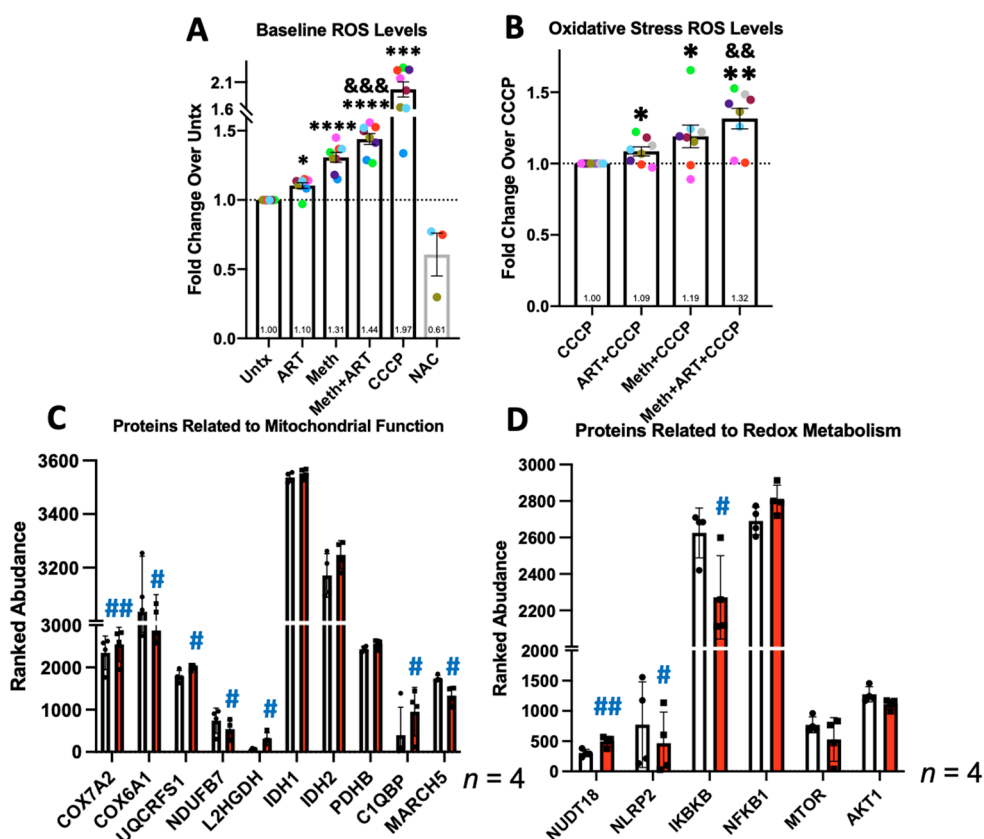 A
Baseline ROS Levels
Fold Change Over Untx
2.1
1.6
1.5
1.0
0.5
0.0
*
****
&&&
****
***
1.00
1.10
1.31
1.44
1.97
0.61
Untx
ART
Meth
Meth+ART
CCCP
NAC
B
Oxidative Stress ROS Levels
Fold Change Over CCCP
1.5
1.0
0.5
0.0
*
*
&&
**
1.00
1.09
1.19
1.32
CCCP
ART+CCCP
Meth+CCCP
Meth+ART+CCCP
C
Proteins Related to Mitochondrial Function
Ranked Abudance
3600
3400
3200
3000
2000
1000
0
##
#
#
#
#
#
#
COX7A2
COX6A1
UQCRFS1
NDUFB7
L2HGDH
IDH1
IDH2
PDHB
C1QBP
MARCH5
n = 4
D
Proteins Related to Redox Metabolism
Ranked Abudance
3000
2800
2600
2400
2200
2000
1500
1000
500
0
##
#
#
NUDT18
NLRP2
IKBKB
NFKB1
MTOR
AKT1
n = 4